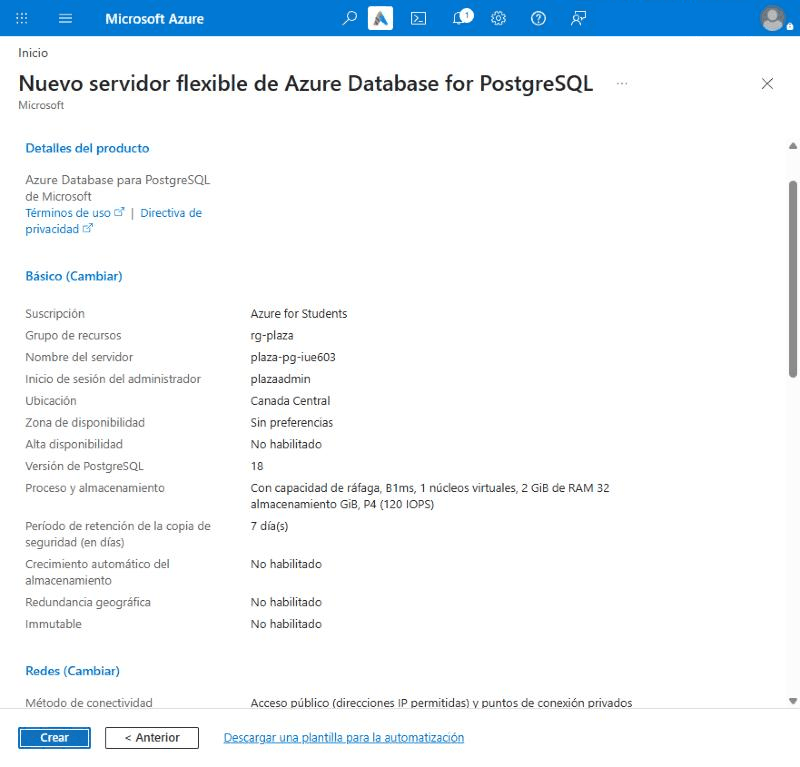 Microsoft Azure
1
Inicio
Nuevo servidor flexible de Azure Database for PostgreSQL ...
Microsoft
Detalles del producto
Azure Database para PostgreSQL
de Microsoft
Términos de uso | Directiva de
privacidad
Básico (Cambiar)
Suscripción Azure for Students
Grupo de recursos rg-plaza
Nombre del servidor plaza-pg-iue603
Inicio de sesión del administrador plazaadmin
Ubicación Canada Central
Zona de disponibilidad Sin preferencias
Alta disponibilidad No habilitado
Versión de PostgreSQL 18
Proceso y almacenamiento Con capacidad de ráfaga, B1ms, 1 núcleos virtuales, 2 GiB de RAM 32
almacenamiento GiB, P4 (120 IOPS)
Período de retención de la copia de 7 día(s)
seguridad (en días)
Crecimiento automático del No habilitado
almacenamiento
Redundancia geográfica No habilitado
Immutable No habilitado
Redes (Cambiar)
Método de conectividad Acceso público (direcciones IP permitidas) y puntos de conexión privados
Crear < Anterior Descargar una plantilla para la automatización